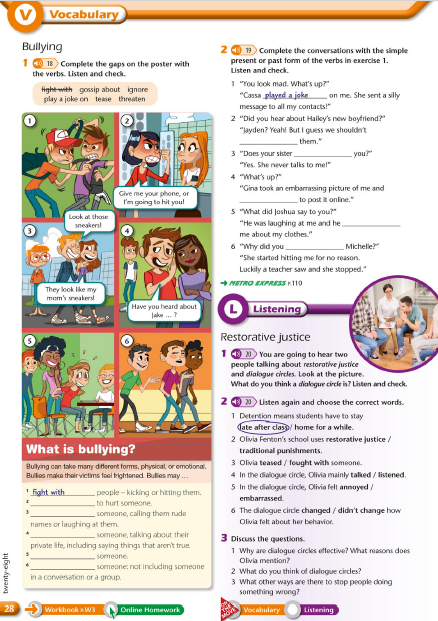 V Vocabulary
Bullying
1 18 Complete the gaps on the poster with
the verbs. Listen and check.
fight with gossip about ignore
play a joke on tease threaten
1
2
Give me your phone, or
I'm going to hit you!
3
Look at those
sneakers!
They look like my
mom's sneakers!
4
Have you heard about
Jake ... ?
5
6
What is bullying?
Bullying can take many different forms, physical, or emotional.
Bullies make their victims feel frightened. Bullies may ...
1 fight with people – kicking or hitting them.
2 to hurt someone.
3 someone, calling them rude
names or laughing at them.
4 someone, talking about their
private life, including saying things that aren't true.
5 someone.
6 someone: not including someone
in a conversation or a group.
twenty-eight
28 Workbook p.W3 Online Homework
2 19 Complete the conversations with the simple
present or past form of the verbs in exercise 1.
Listen and check.
1 "You look mad. What's up?"
"Cassa played a joke on me. She sent a silly
message to all my contacts!"
2 "Did you hear about Hailey's new boyfriend?"
"Jayden? Yeah! But I guess we shouldn't
them."
3 "Does your sister you?"
"Yes. She never talks to me!"
4 "What's up?"
"Gina took an embarrassing picture of me and
to post it online."
5 "What did Joshua say to you?"
"He was laughing at me and he
me about my clothes."
6 "Why did you Michelle?"
"She started hitting me for no reason.
Luckily a teacher saw and she stopped."
METRO EXPRESS P.110
L Listening
Restorative justice
1 20 You are going to hear two
people talking about restorative justice
and dialogue circles. Look at the picture.
What do you think a dialogue circle is? Listen and check.
2 20 Listen again and choose the correct words.
1 Detention means students have to stay
late after class / home for a while.
2 Olivia Fenton's school uses restorative justice /
traditional punishments.
3 Olivia teased / fought with someone.
4 In the dialogue circle, Olivia mainly talked / listened.
5 In the dialogue circle, Olivia felt annoyed /
embarrassed.
6 The dialogue circle changed / didn't change how
Olivia felt about her behavior.
3 Discuss the questions.
1 Why are dialogue circles effective? What reasons does
Olivia mention?
2 What do you think of dialogue circles?
3 What other ways are there to stop people doing
something wrong?
ON THE MOVE Vocabulary Listening